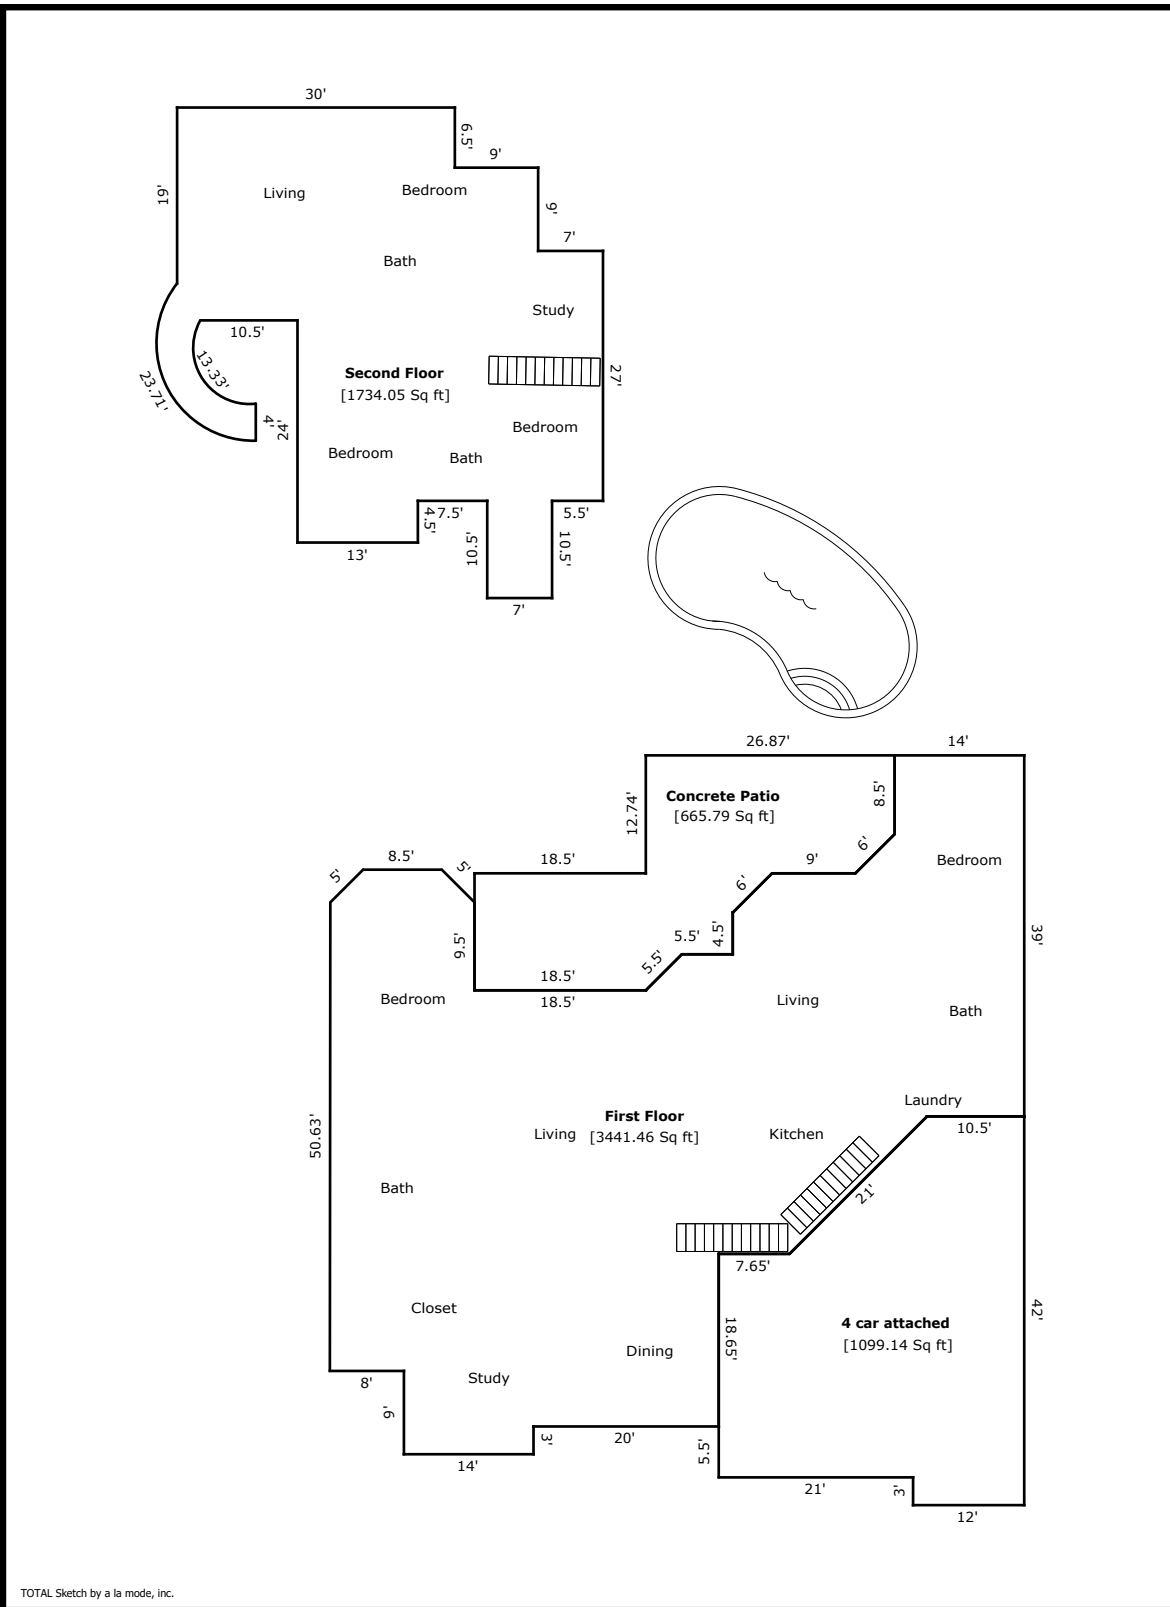 30'
6.5'
9'
19'
Living
Bedroom
9'
7'
Bath
Study
10.5'
13.33'
23.71'
Second Floor
[1734.05 Sq ft]
27'
4'
24'
Bedroom
Bedroom
Bath
4.5'
7.5'
5.5'
10.5'
10.5'
13'
7'
26.87'
14'
Concrete Patio
[665.79 Sq ft]
12.74'
8.5'
6'
9'
18.5'
8.5'
5'
5'
Bedroom
6'
9.5'
5.5'
4.5'
39'
5.5'
18.5'
18.5'
Bedroom
Living
Bath
Laundry
First Floor
[3441.46 Sq ft]
Living
Kitchen
10.5'
50.63'
Bath
21'
7.65'
Closet
18.65'
4 car attached
[1099.14 Sq ft]
42'
Dining
Study
8'
9'
14'
3'
20'
5.5'
21'
3'
12'
TOTAL Sketch by a la mode, inc.